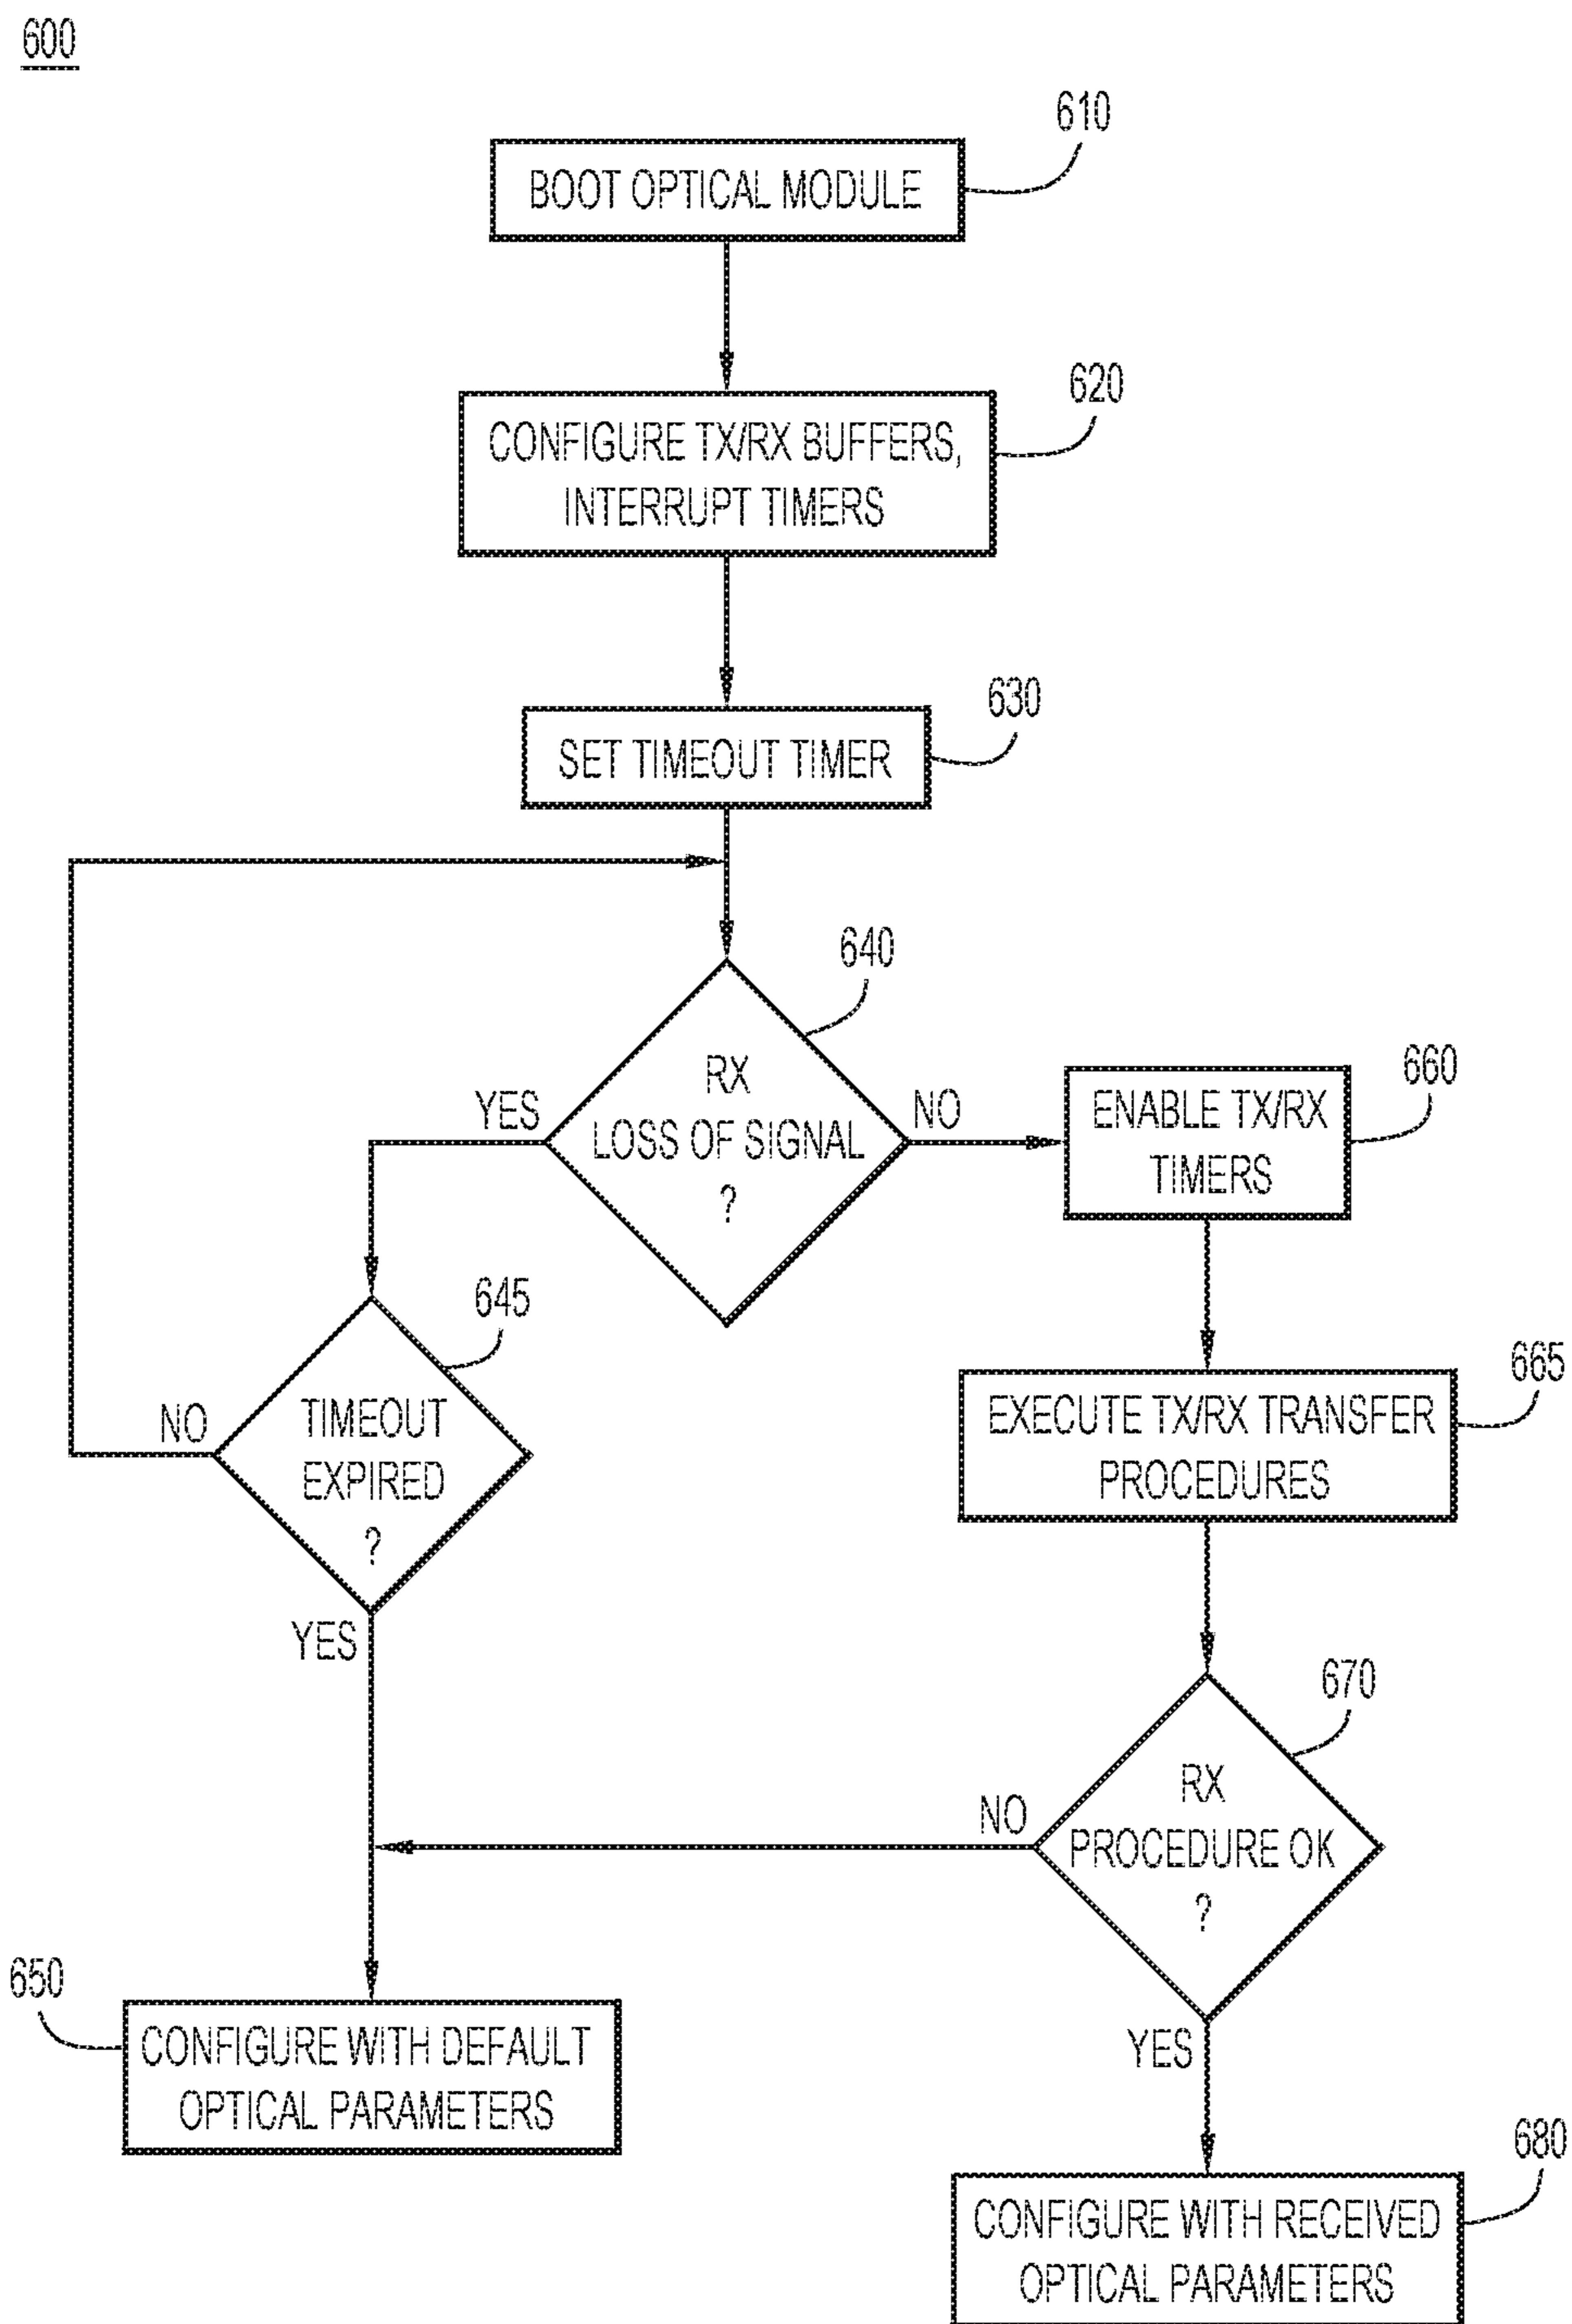 600
610
BOOT OPTICAL MODULE
620
CONFIGURE TX/RX BUFFERS,
INTERRUPT TIMERS
630
SET TIMEOUT TIMER
640
RX
LOSS OF SIGNAL
?
YES
NO
660
ENABLE TX/RX
TIMERS
645
TIMEOUT
EXPIRED
?
NO
YES
665
EXECUTE TX/RX TRANSFER
PROCEDURES
670
RX
PROCEDURE OK
?
NO
YES
650
CONFIGURE WITH DEFAULT
OPTICAL PARAMETERS
680
CONFIGURE WITH RECEIVED
OPTICAL PARAMETERS